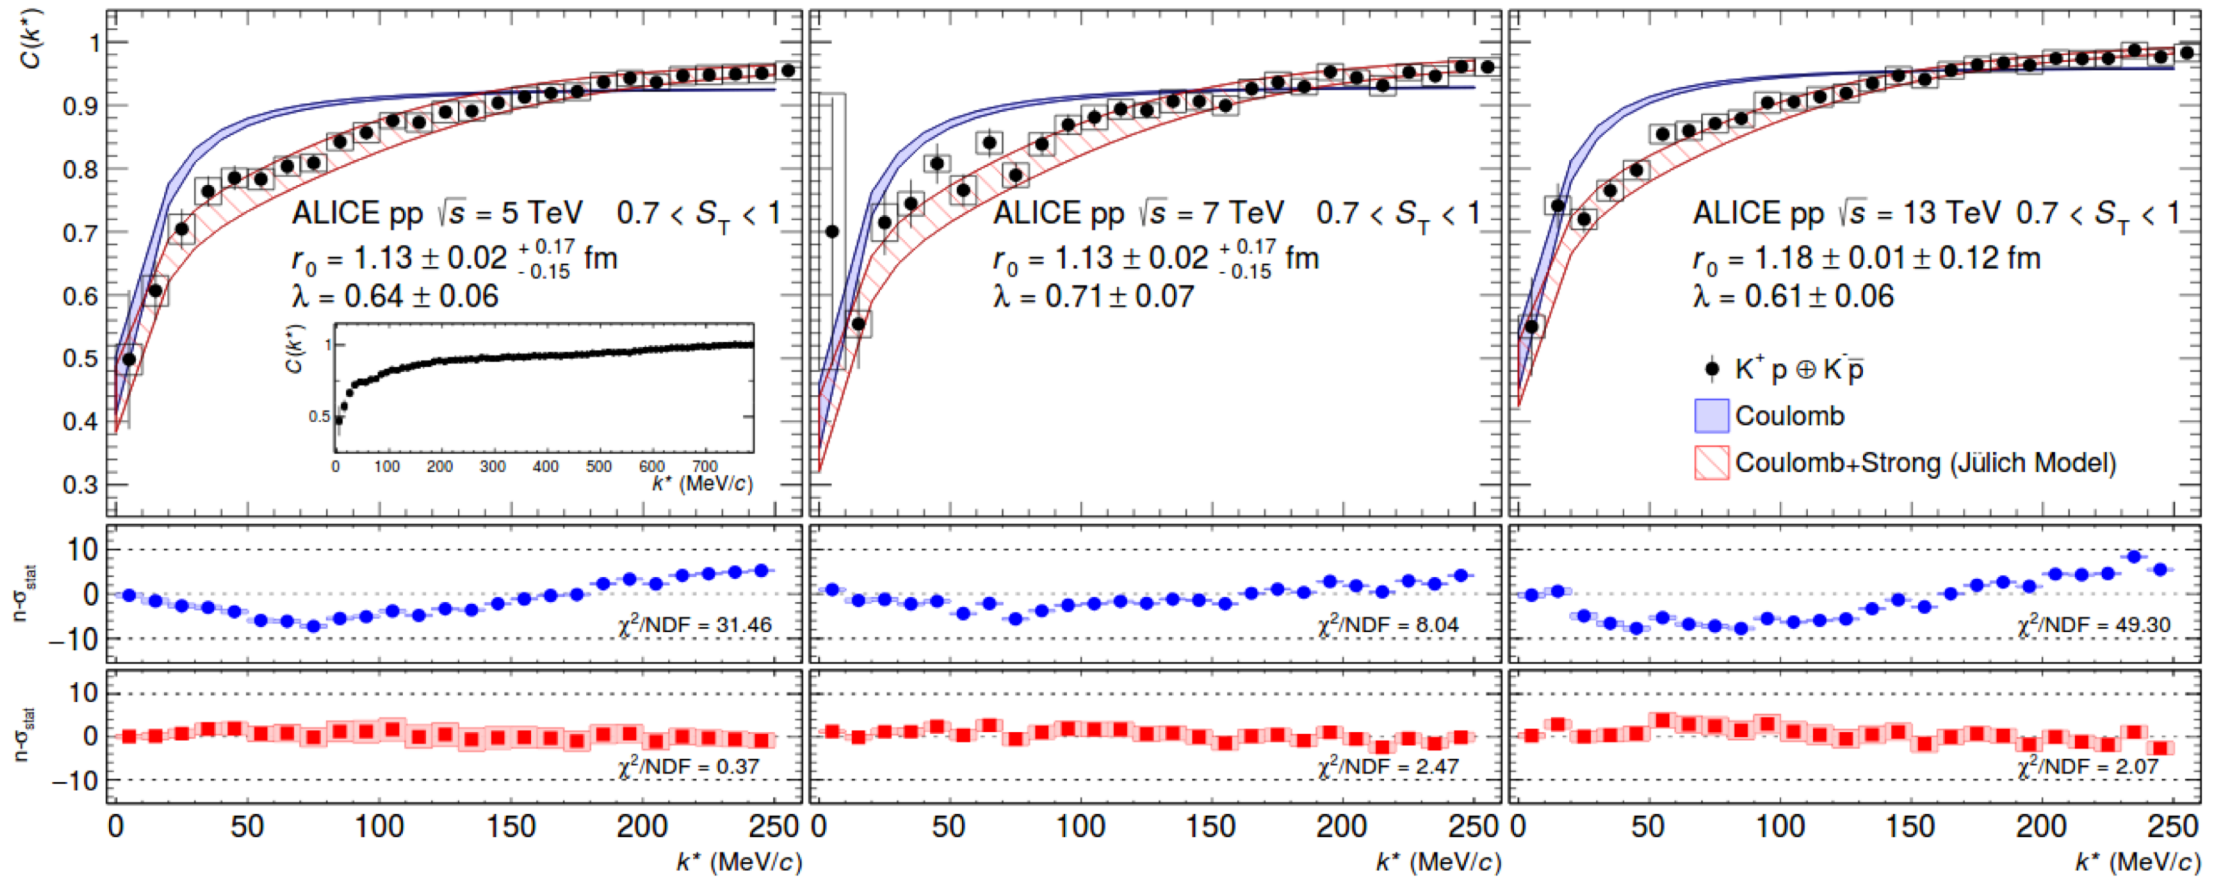 C(k*)
1
0.9
0.8
0.7
0.6
0.5
0.4
0.3
ALICE pp √s = 5 TeV 0.7 < S_T < 1
r_0 = 1.13 ± 0.02 + 0.17 - 0.15 fm
λ = 0.64 ± 0.06
C(k*)
1
0.5
0 100 200 300 400 500 600 700
k* (MeV/c)
ALICE pp √s = 7 TeV 0.7 < S_T < 1
r_0 = 1.13 ± 0.02 + 0.17 - 0.15 fm
λ = 0.71 ± 0.07
ALICE pp √s = 13 TeV 0.7 < S_T < 1
r_0 = 1.18 ± 0.01 ± 0.12 fm
λ = 0.61 ± 0.06
K⁺ p ⊕ K⁻ p̅
Coulomb
Coulomb+Strong (Jülich Model)
n-σ_stat
10
0
−10
χ²/NDF = 31.46
χ²/NDF = 8.04
χ²/NDF = 49.30
n-σ_stat
10
0
−10
χ²/NDF = 0.37
χ²/NDF = 2.47
χ²/NDF = 2.07
0 50 100 150 200 250
k* (MeV/c)
0 50 100 150 200 250
k* (MeV/c)
0 50 100 150 200 250
k* (MeV/c)